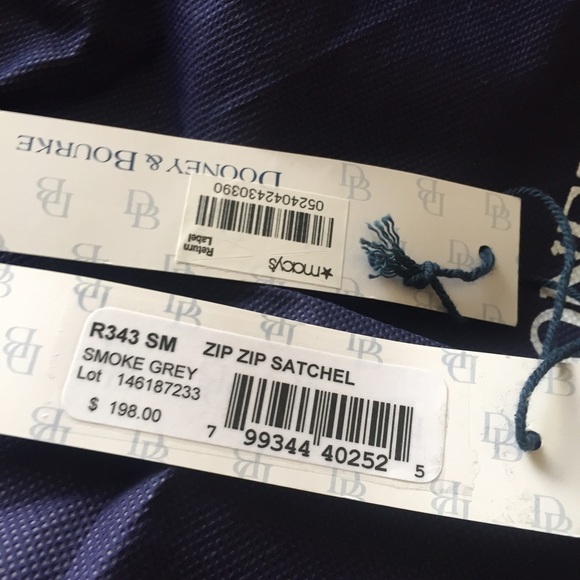 DOONEY & BOURKE
0524042430390
Return
Label
★macy's
R343 SM ZIP ZIP SATCHEL
SMOKE GREY
Lot 146187233
$ 198.00
7 99344 40252 5